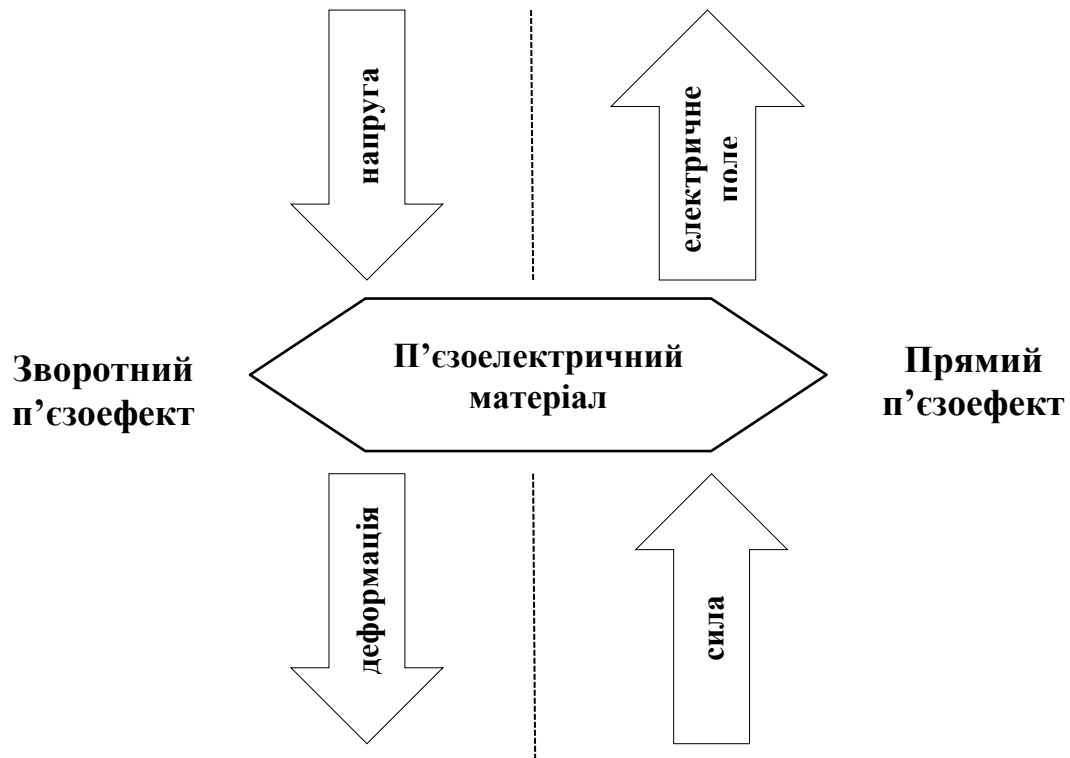 напруга
електричне
поле
Зворотний
п’єзоефект
П’єзоелектричний
матеріал
Прямий
п’єзоефект
деформація
сила